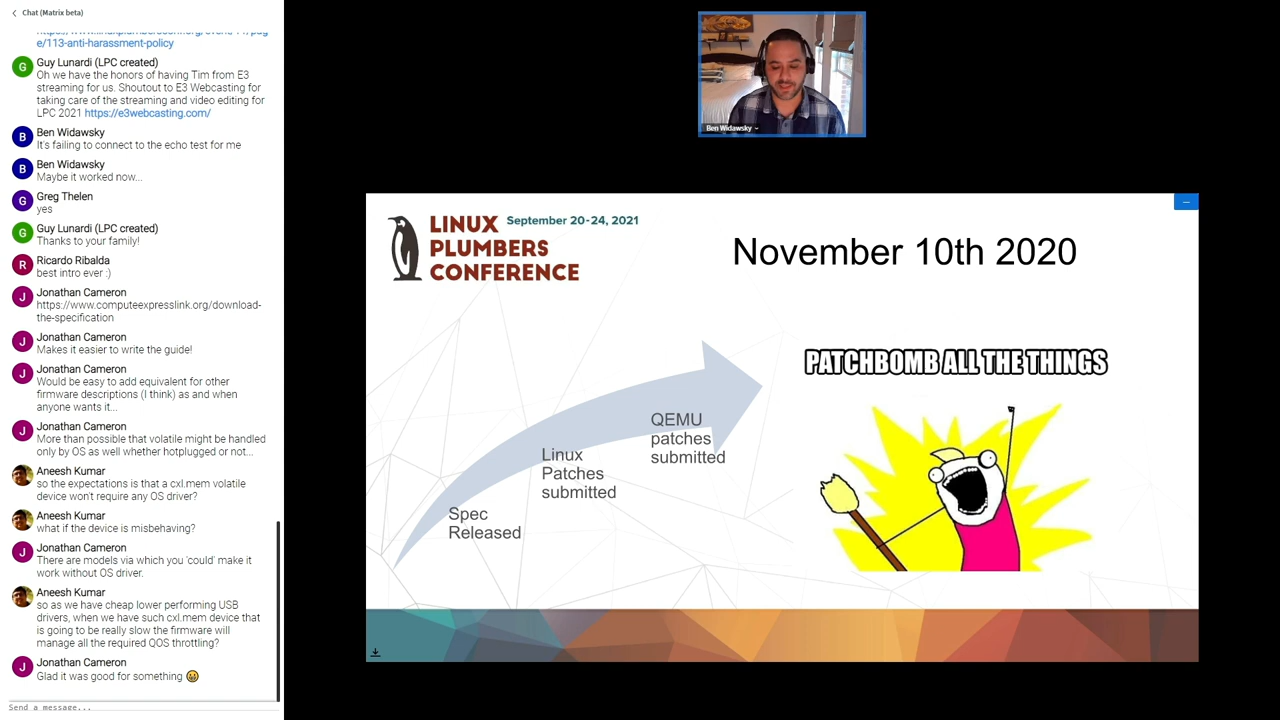 Chat (Matrix beta)
e/113-anti-harassment-policy
G
Guy Lunardi (LPC created)
Oh we have the honors of having Tim from E3
streaming for us. Shoutout to E3 Webcasting for
taking care of the streaming and video editing for
LPC 2021 https://e3webcasting.com/
B
Ben Widawsky
It's failing to connect to the echo test for me
B
Ben Widawsky
Maybe it worked now...
G
Greg Thelen
yes
G
Guy Lunardi (LPC created)
Thanks to your family!
R
Ricardo Ribalda
best intro ever :)
J
Jonathan Cameron
https://www.computeexpresslink.org/download-
the-specification
J
Jonathan Cameron
Makes it easier to write the guide!
J
Jonathan Cameron
Would be easy to add equivalent for other
firmware descriptions (I think) as and when
anyone wants it...
J
Jonathan Cameron
More than possible that volatile might be handled
only by OS as well whether hotplugged or not...
Aneesh Kumar
so the expectations is that a cxl.mem volatile
device won't require any OS driver?
Aneesh Kumar
what if the device is misbehaving?
J
Jonathan Cameron
There are models via which you 'could' make it
work without OS driver.
Aneesh Kumar
so as we have cheap lower performing USB
drivers, when we have such cxl.mem device that
is going to be really slow the firmware will
manage all the required QOS throttling?
J
Jonathan Cameron
Glad it was good for something 😀
Send a message...
Ben Widawsky
LINUX
PLUMBERS
CONFERENCE
September 20-24, 2021
November 10th 2020
Spec
Released
Linux
Patches
submitted
QEMU
patches
submitted
PATCHBOMB ALL THE THINGS